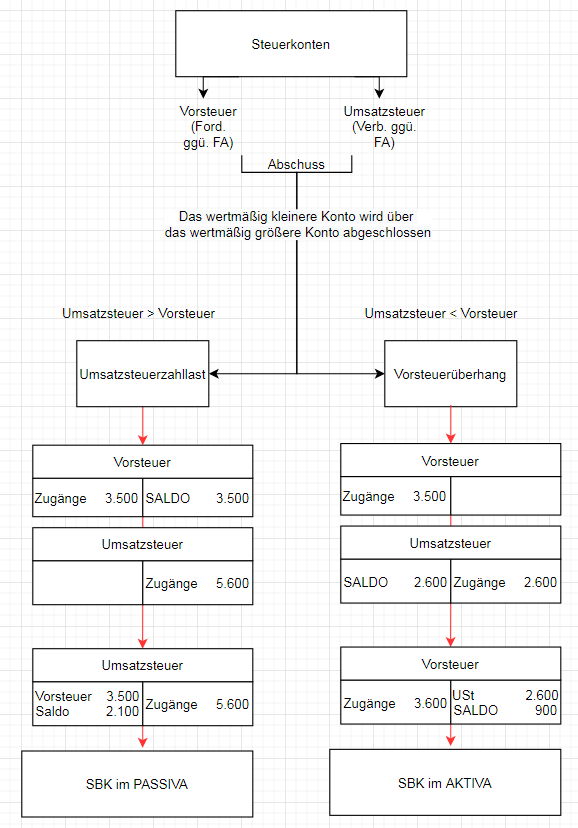 Steuerkonten
Vorsteuer
(Ford.
ggü. FA)
Umsatzsteuer
(Verb. ggü.
FA)
Abschuss
Das wertmäßig kleinere Konto wird über
das wertmäßig größere Konto abgeschlossen
Umsatzsteuer > Vorsteuer
Umsatzsteuerzahllast
Vorsteuer
Zugänge 3.500 SALDO 3.500
Umsatzsteuer
Zugänge 5.600
Umsatzsteuer
Vorsteuer 3.500
Saldo 2.100
Zugänge 5.600
SBK im PASSIVA
Umsatzsteuer < Vorsteuer
Vorsteuerüberhang
Vorsteuer
Zugänge 3.500
Umsatzsteuer
SALDO 2.600 Zugänge 2.600
Vorsteuer
Zugänge 3.600
USt 2.600
SALDO 900
SBK im AKTIVA